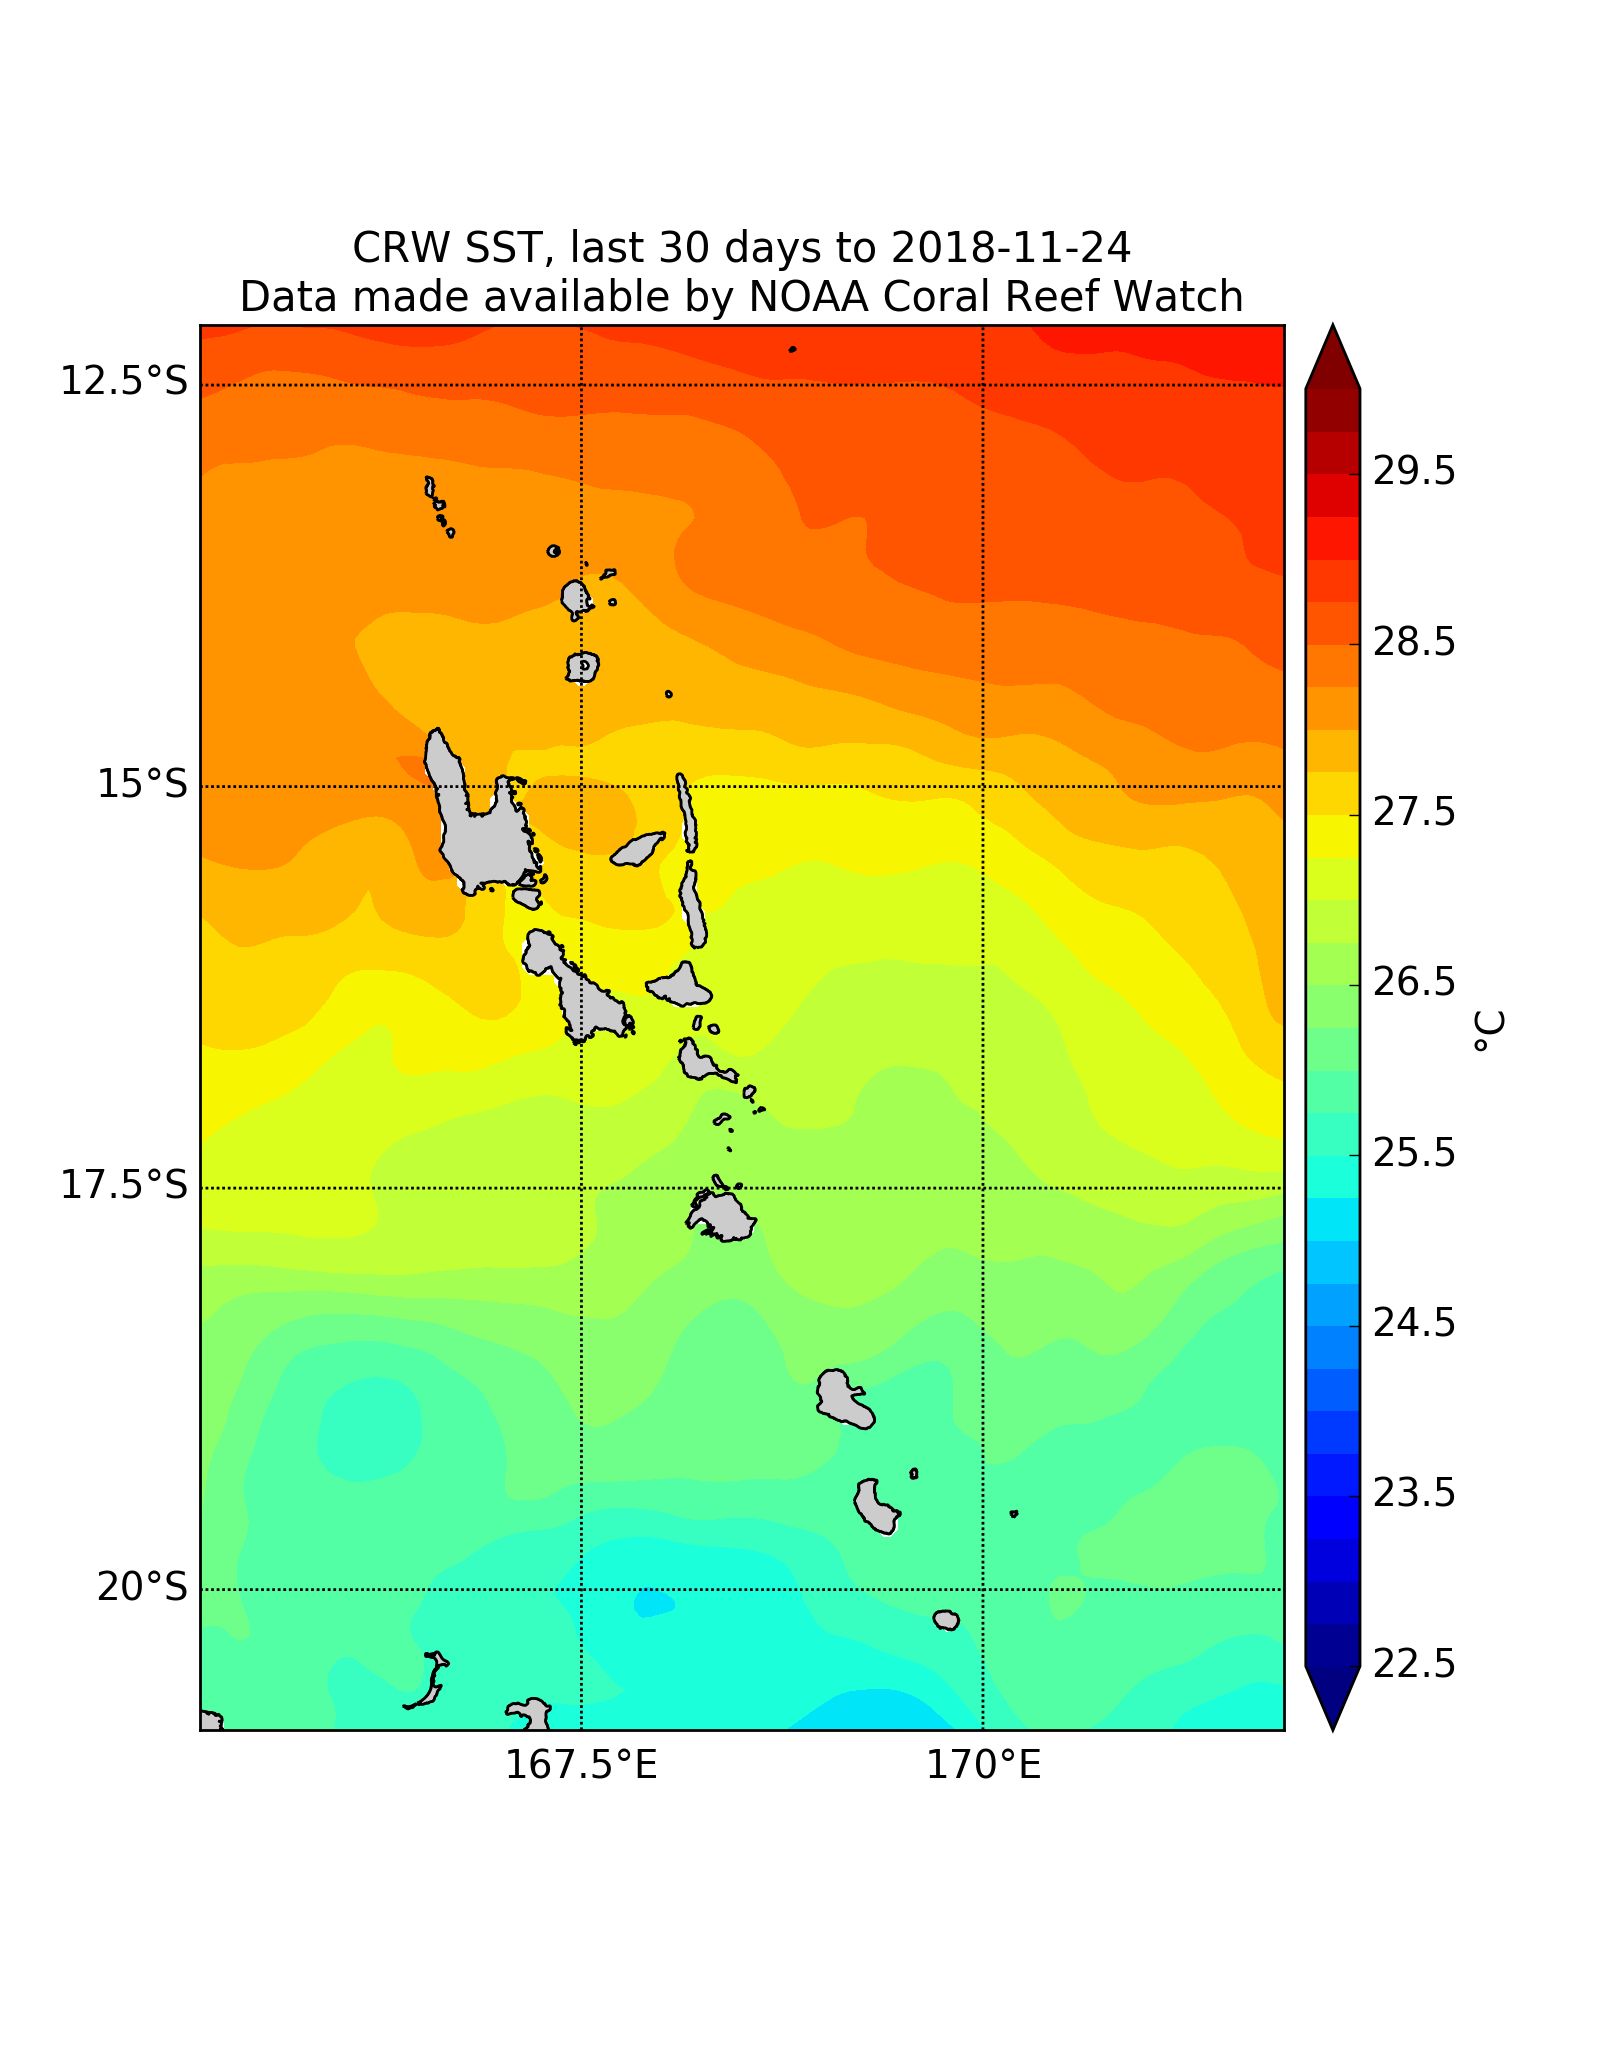 CRW SST, last 30 days to 2018-11-24
Data made available by NOAA Coral Reef Watch
12.5°S
15°S
17.5°S
20°S
167.5°E
170°E
29.5
28.5
27.5
26.5
25.5
24.5
23.5
22.5
°C